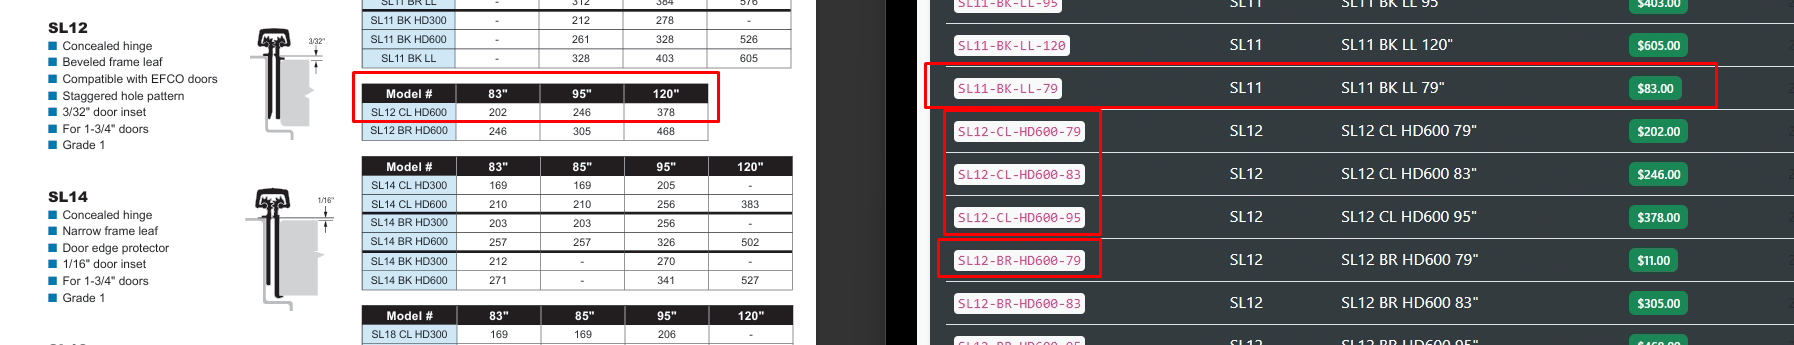 SL11 BR LL - 312 384 576
SL11 BK HD300 - 212 278 -
SL11 BK HD600 - 261 328 526
SL11 BK LL - 328 403 605
SL12
Concealed hinge
Beveled frame leaf
Compatible with EFCO doors
Staggered hole pattern
3/32" door inset
For 1-3/4" doors
Grade 1
3/32"
Model # 83" 95" 120"
SL12 CL HD600 202 246 378
SL12 BR HD600 246 305 468
SL14
Concealed hinge
Narrow frame leaf
Door edge protector
1/16" door inset
For 1-3/4" doors
Grade 1
1/16"
Model # 83" 85" 95" 120"
SL14 CL HD300 169 169 205 -
SL14 CL HD600 210 210 256 383
SL14 BR HD300 203 203 256 -
SL14 BR HD600 257 257 326 502
SL14 BK HD300 212 - 270 -
SL14 BK HD600 271 - 341 527
Model # 83" 85" 95" 120"
SL18 CL HD300 169 169 206 -
SL11-BK-LL-95 SL11 SL11 BK LL 95" $403.00
SL11-BK-LL-120 SL11 SL11 BK LL 120" $605.00
SL11-BK-LL-79 SL11 SL11 BK LL 79" $83.00
SL12-CL-HD600-79 SL12 SL12 CL HD600 79" $202.00
SL12-CL-HD600-83 SL12 SL12 CL HD600 83" $246.00
SL12-CL-HD600-95 SL12 SL12 CL HD600 95" $378.00
SL12-BR-HD600-79 SL12 SL12 BR HD600 79" $11.00
SL12-BR-HD600-83 SL12 SL12 BR HD600 83" $305.00
SL12-BR-HD600-95 SL12 SL12 BR HD600 95" $468.00